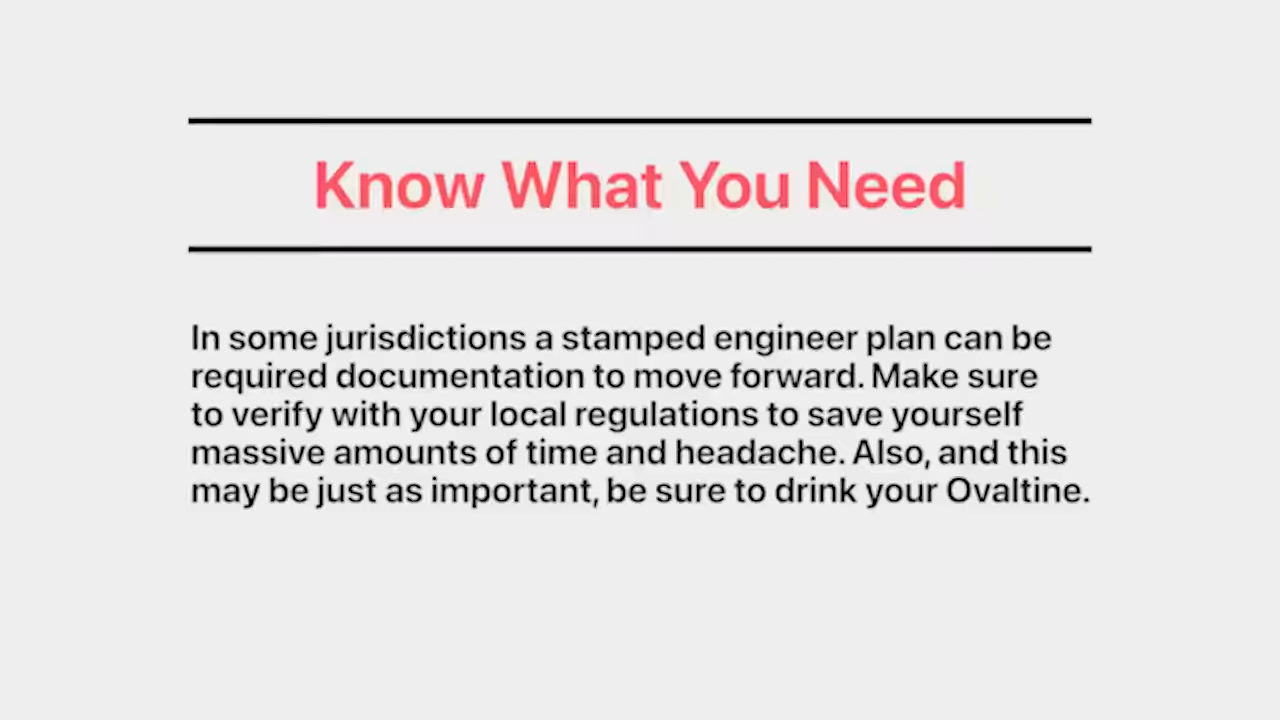 Know What You Need
In some jurisdictions a stamped engineer plan can be
required documentation to move forward. Make sure
to verify with your local regulations to save yourself
massive amounts of time and headache. Also, and this
may be just as important, be sure to drink your Ovaltine.